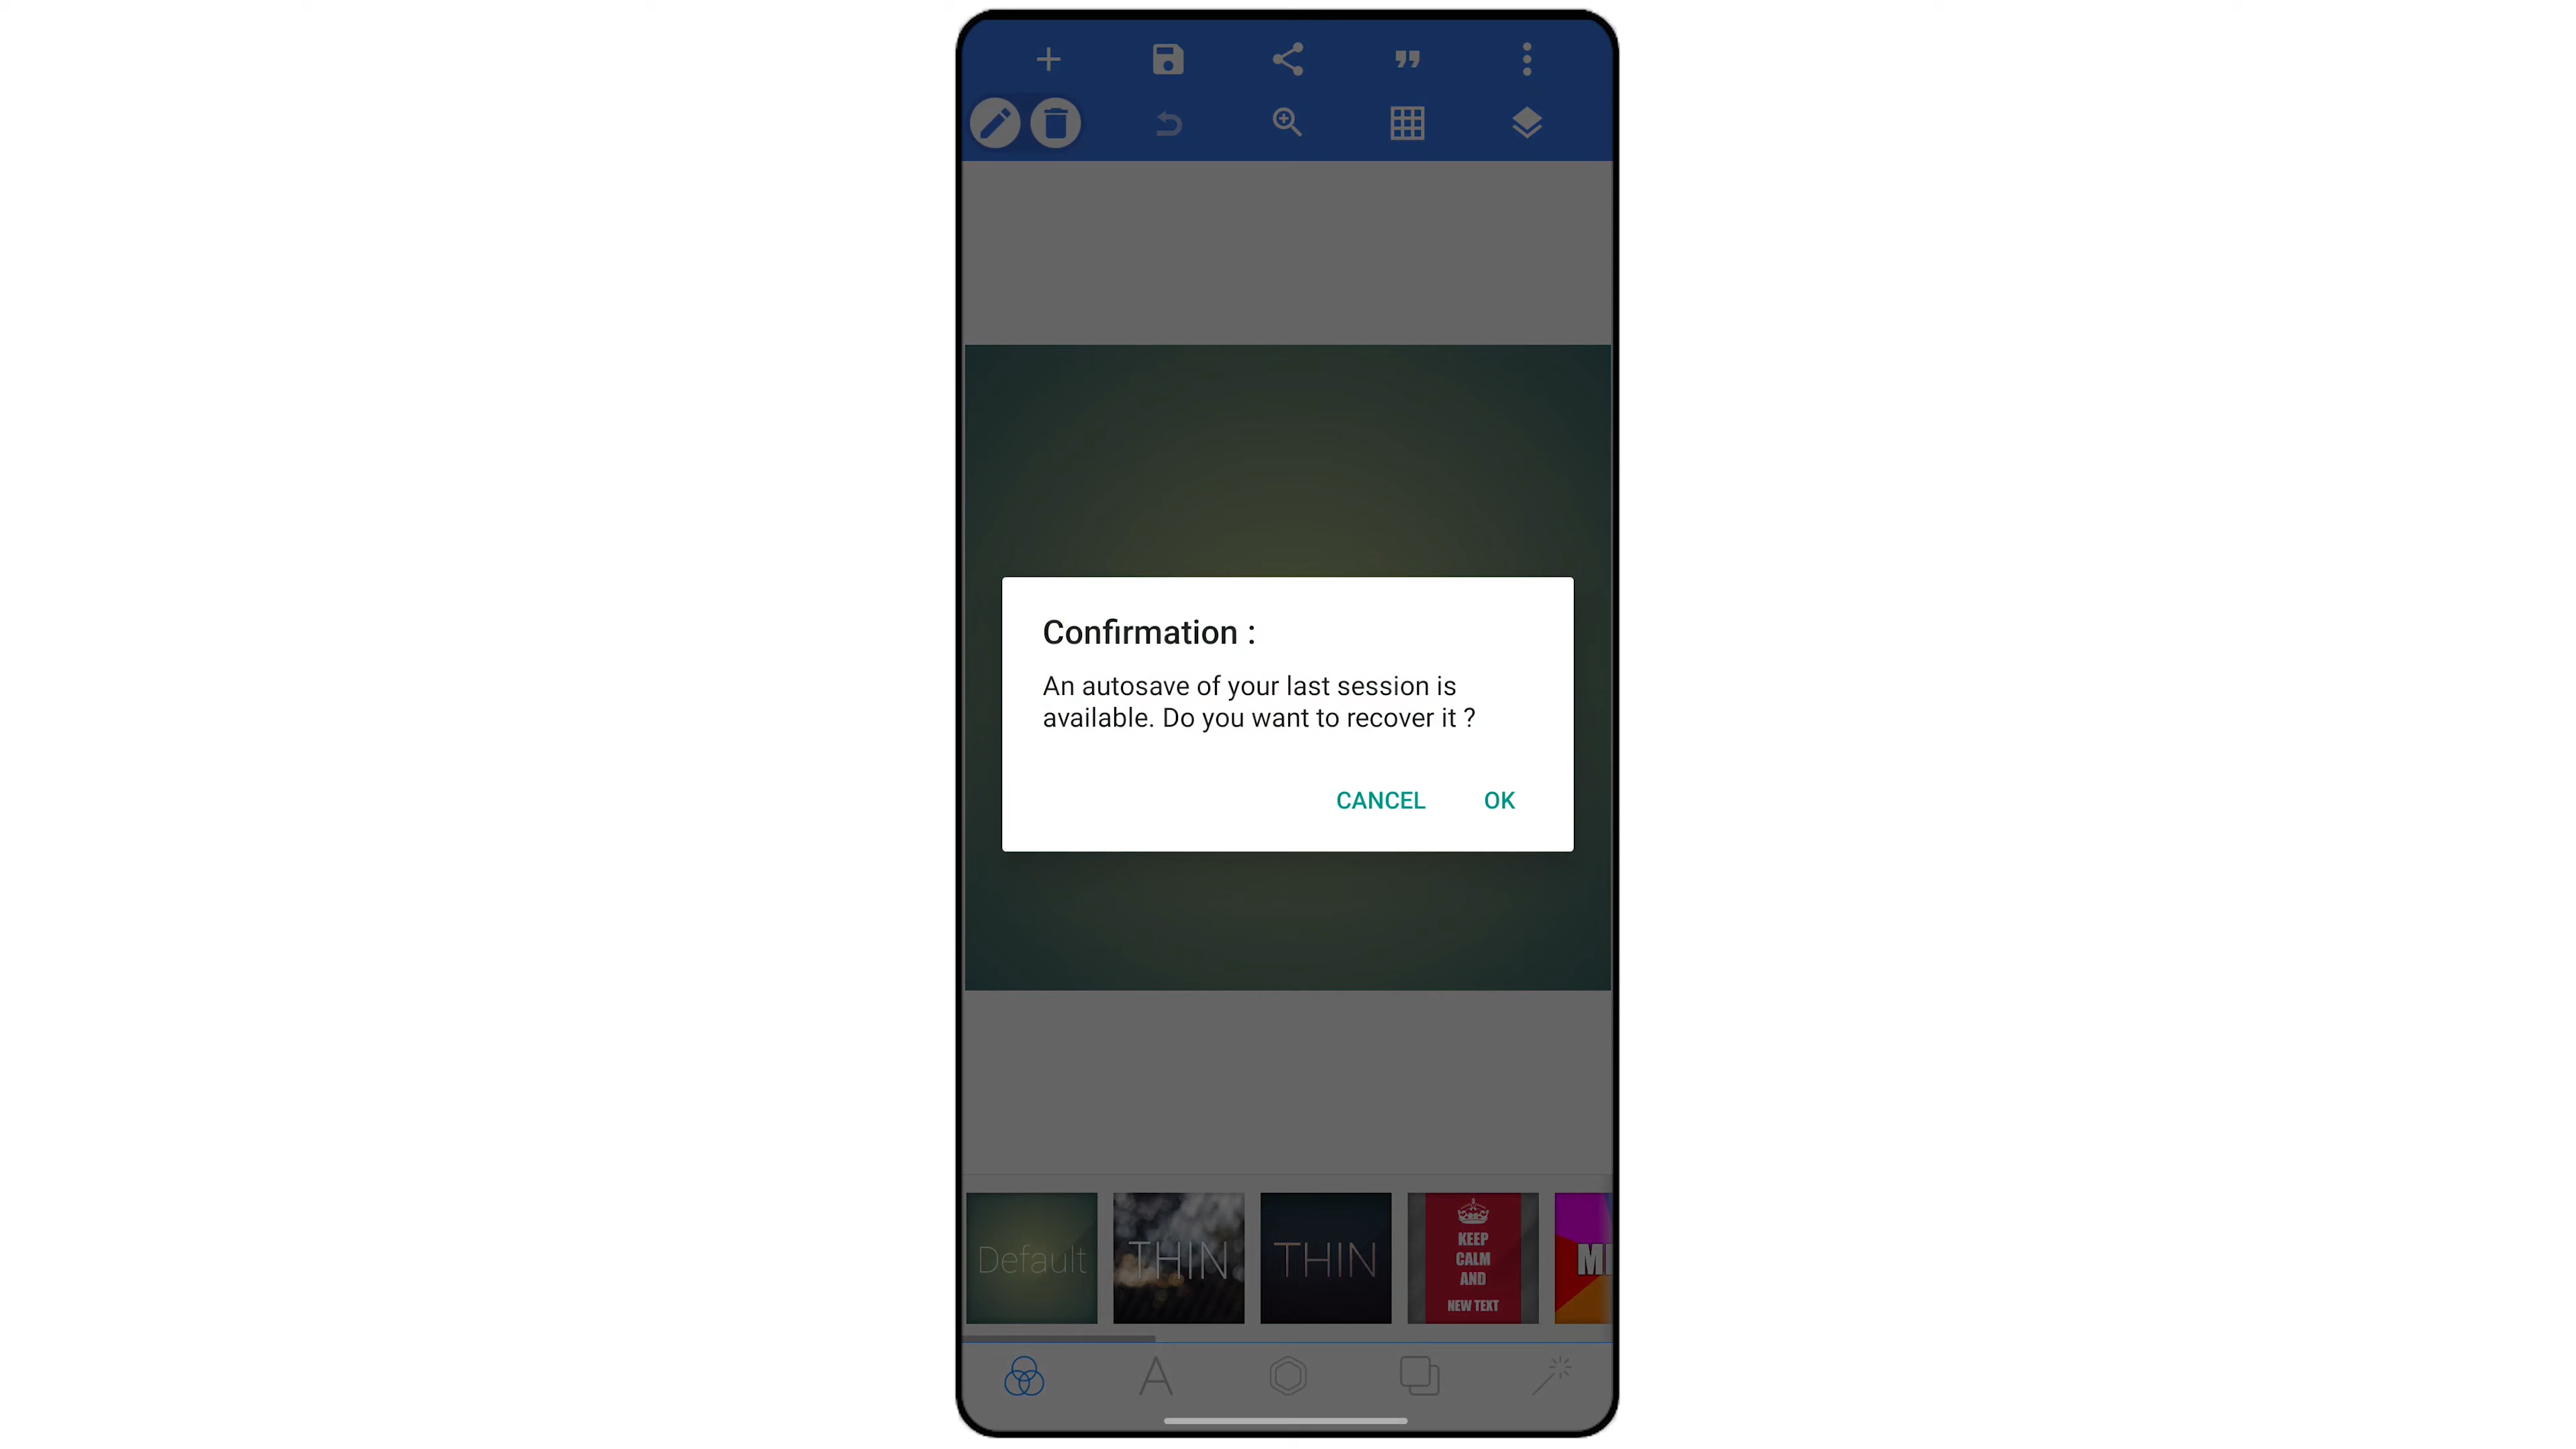 Confirmation :
An autosave of your last session is
available. Do you want to recover it ?
CANCEL
OK
Default
THIN
THIN
KEEP
CALM
AND
NEW TEXT